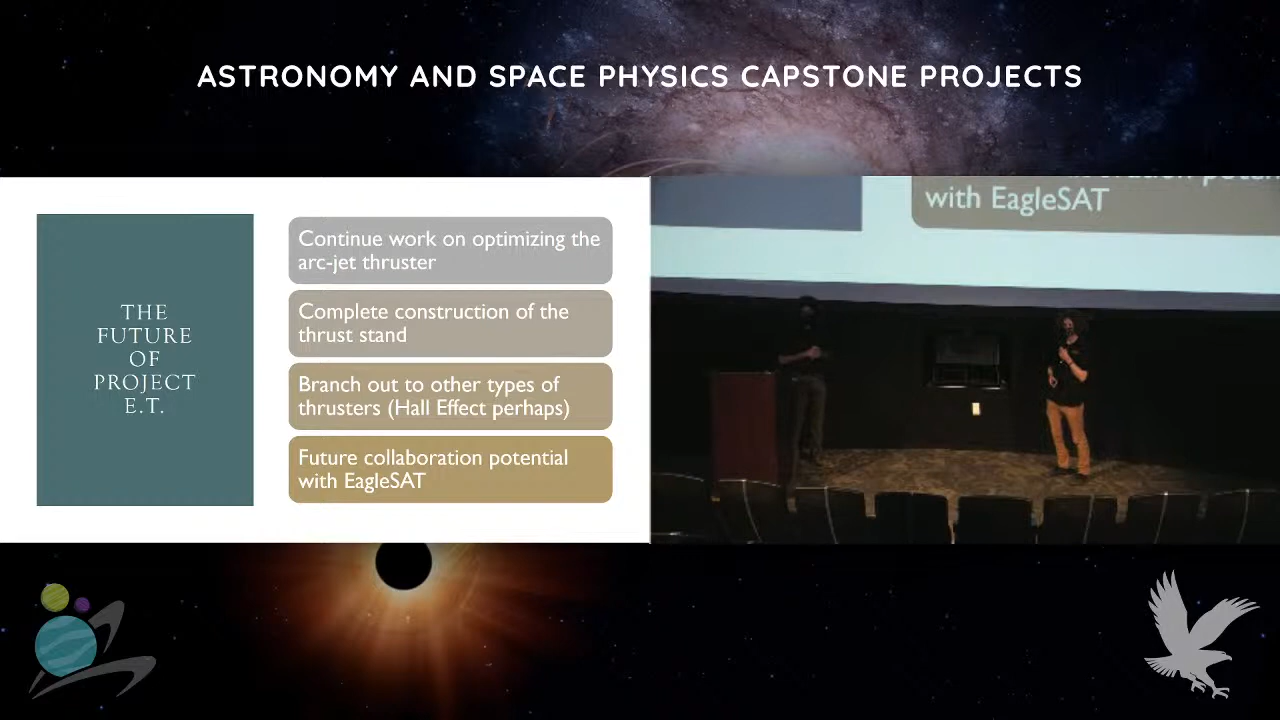 ASTRONOMY AND SPACE PHYSICS CAPSTONE PROJECTS
THE
FUTURE
OF
PROJECT
E.T.
Continue work on optimizing the
arc-jet thruster
Complete construction of the
thrust stand
Branch out to other types of
thrusters (Hall Effect perhaps)
Future collaboration potential
with EagleSAT
with EagleSAT